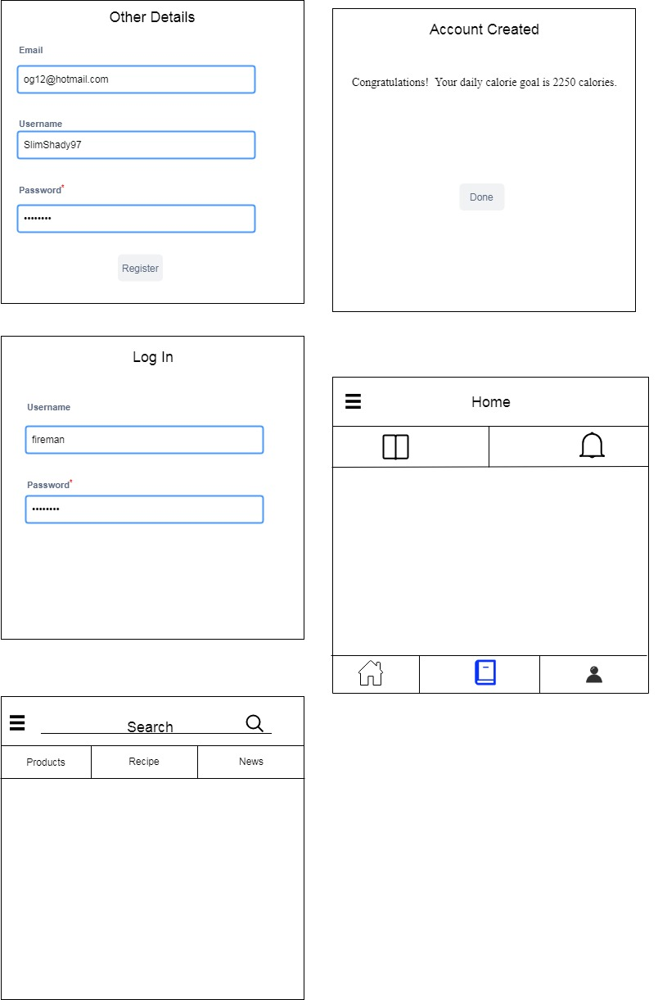 Other Details
Email
og12@hotmail.com
Username
SlimShady97
Password*
••••••••
Register
Account Created
Congratulations!  Your daily calorie goal is 2250 calories.
Done
Log In
Username
fireman
Password*
••••••••
Home
Search
Products
Recipe
News